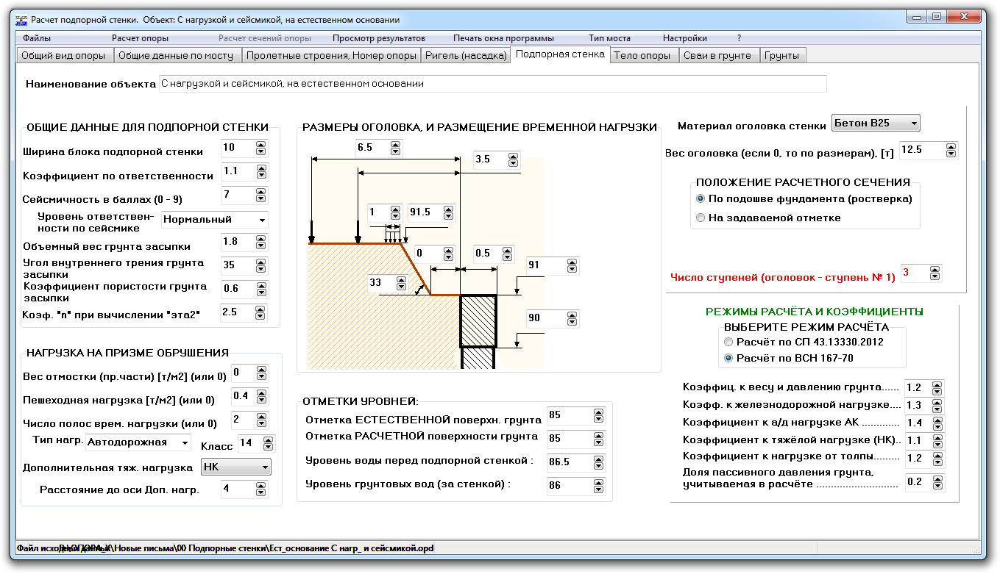 Расчет подпорной стенки. Объект: С нагрузкой и сейсмикой, на естественном основании
Файлы Расчет опоры Расчет сечений опоры Просмотр результатов Печать окна программы Тип моста Настройки ?
Общий вид опоры Общие данные по мосту Пролетные строения, Номер опоры Ригель (насадка) Подпорная стенка Тело опоры Сваи в грунте Грунты
Наименование объекта С нагрузкой и сейсмикой, на естественном основании
ОБЩИЕ ДАННЫЕ ДЛЯ ПОДПОРНОЙ СТЕНКИ
Ширина блока подпорной стенки 10
Коэффициент по ответственности 1.1
Сейсмичность в баллах (0 - 9) 7
Уровень ответствен-
ности по сейсмике Нормальный
Объемный вес грунта засыпки 1.8
Угол внутреннего трения грунта
засыпки 35
Коэффициент пористости грунта
засыпки 0.6
Коэф. "n" при вычислении "эта2" 2.5
НАГРУЗКА НА ПРИЗМЕ ОБРУШЕНИЯ
Вес отмостки (пр.части) [т/м2] (или 0) 0
Пешеходная нагрузка [т/м2] (или 0) 0.4
Число полос врем. нагрузки (или 0) 2
Тип нагр. Автодорожная Класс 14
Дополнительная тяж. нагрузка НК
Расстояние до оси Доп. нагр. 4
РАЗМЕРЫ ОГОЛОВКА, И РАЗМЕЩЕНИЕ ВРЕМЕННОЙ НАГРУЗКИ
6.5
3.5
1 91.5
0 0.5
91
33
90
ОТМЕТКИ УРОВНЕЙ:
Отметка ЕСТЕСТВЕННОЙ поверхн. грунта 85
Отметка РАСЧЕТНОЙ поверхности грунта 85
Уровень воды перед подпорной стенкой : 86.5
Уровень грунтовых вод (за стенкой) : 86
Материал оголовка стенки Бетон B25
Вес оголовка (если 0, то по размерам), [т] 12.5
ПОЛОЖЕНИЕ РАСЧЕТНОГО СЕЧЕНИЯ
По подошве фундамента (ростверка)
На задаваемой отметке
Число ступеней (оголовок - ступень № 1) 3
РЕЖИМЫ РАСЧЁТА И КОЭФФИЦИЕНТЫ
ВЫБЕРИТЕ РЕЖИМ РАСЧЁТА
Расчёт по СП 43.13330.2012
Расчёт по ВСН 167-70
Коэффиц. к весу и давлению грунта...... 1.2
Коэфф. к железнодорожной нагрузке.... 1.3
Коэффициент к а/д нагрузке АК ............ 1.4
Коэффициент к тяжёлой нагрузке (НК).. 1.1
Коэффициент к нагрузке от толпы......... 1.2
Доля пассивного давления грунта,
учитываемая в расчёте ............................ 0.2
Файл \Новые письма\00 Подпорные стенки\Ест_основание С нагр_ и сейсмикой.opd